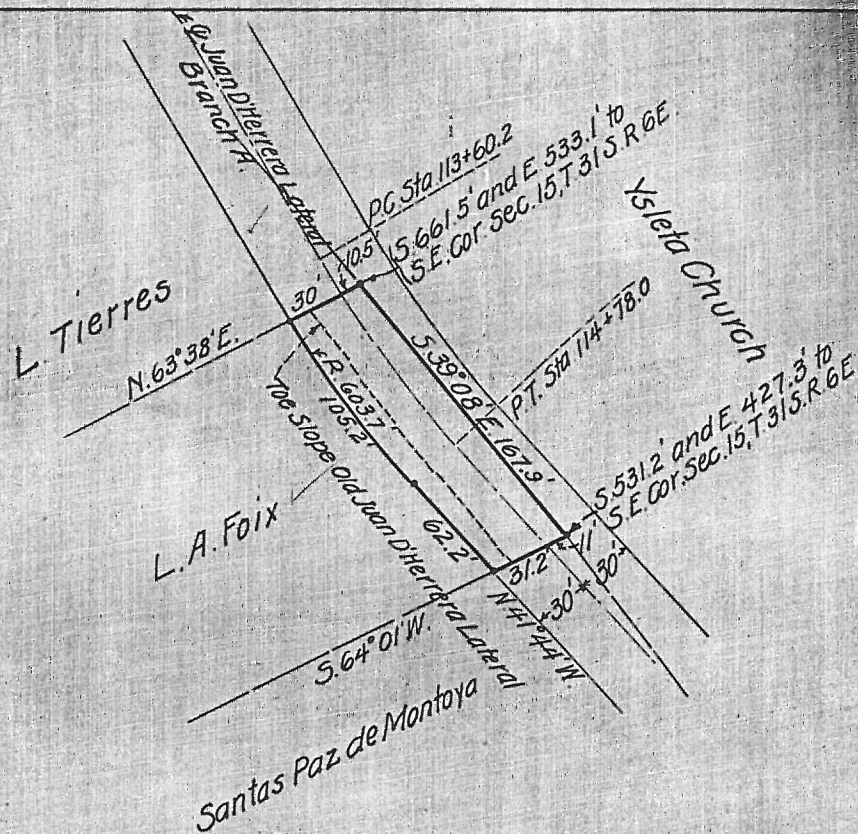 ℄ Juan D'Herrera Lateral
Branch A.
P.C. Sta 113+60.2
S. 661.5' and E 533.1' to
S.E. Cor. Sec. 15, T. 31 S. R 6E.
Ysleta Church
10.5'
30'
L. Tierres
N. 63° 38' E.
S. 39° 08' E. 167.9'
P.T. Sta 114+78.0
R. 603.7'
105.2'
Toe Slope Old Juan D'Herrera Lateral
S. 531.2' and E. 427.3' to
S.E. Cor. Sec. 15, T 31 S. R. 6 E
L. A. Foix
62.2'
11'
31.2'
30'
30'
S. 64° 01' W.
N 41° 44' W.
Santas Paz de Montoya